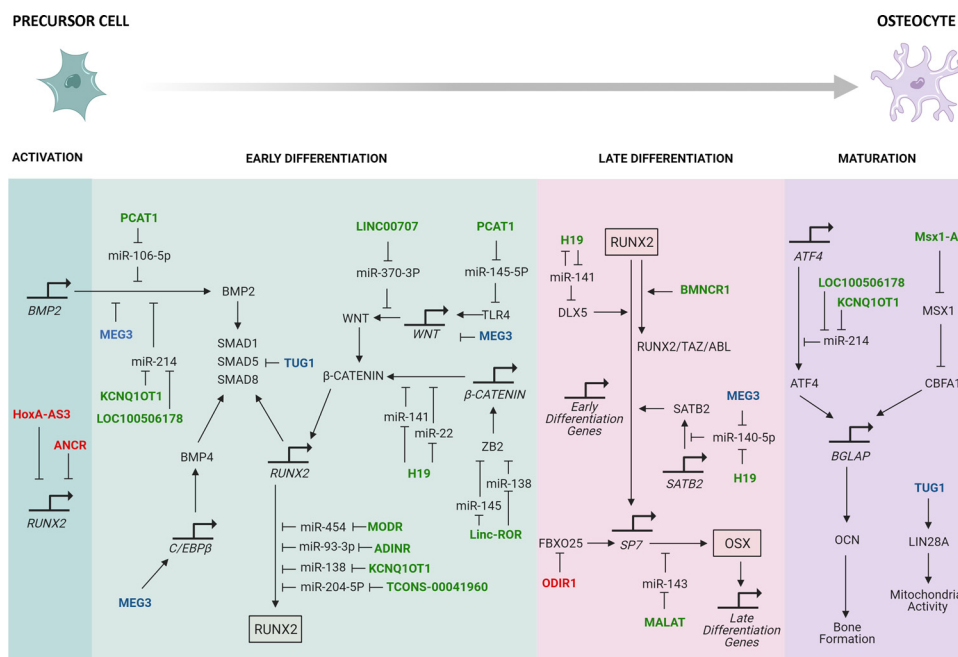 PRECURSOR CELL
OSTEOCYTE
ACTIVATION
EARLY DIFFERENTIATION
LATE DIFFERENTIATION
MATURATION
BMP2
HoxA-AS3
ANCR
RUNX2
PCAT1
miR-106-5p
BMP2
MEG3
miR-214
KCNQ1OT1
LOC100506178
SMAD1
SMAD5
SMAD8
TUG1
BMP4
C/EBPβ
MEG3
LINC00707
miR-370-3P
WNT
WNT
PCAT1
miR-145-5P
TLR4
MEG3
β-CATENIN
β-CATENIN
miR-141
miR-22
H19
ZB2
miR-138
miR-145
Linc-ROR
RUNX2
miR-454
MODR
miR-93-3p
ADINR
miR-138
KCNQ1OT1
miR-204-5P
TCONS-00041960
RUNX2
H19
miR-141
DLX5
RUNX2
BMNCR1
RUNX2/TAZ/ABL
Early
Differentiation
Genes
SATB2
MEG3
miR-140-5p
SATB2
H19
FBXO25
SP7
OSX
ODIR1
miR-143
MALAT
Late
Differentiation
Genes
ATF4
LOC100506178
KCNQ1OT1
miR-214
ATF4
Msx1-A
MSX1
CBFA1
BGLAP
OCN
Bone
Formation
TUG1
LIN28A
Mitochondria
Activity